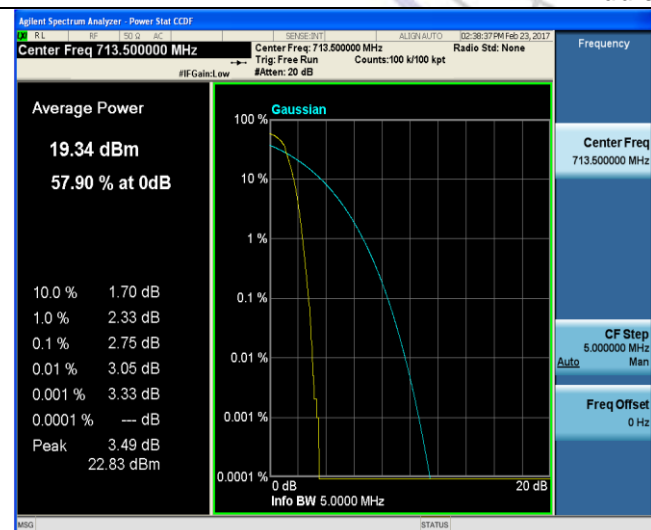 Agilent Spectrum Analyzer - Power Stat CCDF
RL RF 50 Ω AC SENSE:INT ALIGNAUTO 02:38:37PM Feb 23, 2017
Center Freq 713.500000 MHz
Center Freq: 713.500000 MHz Radio Std: None
Trig: Free Run Counts:100 k/100 kpt
#IFGain:Low #Atten: 20 dB
Frequency
Average Power
19.34 dBm
57.90 % at 0dB
10.0 % 1.70 dB
1.0 % 2.33 dB
0.1 % 2.75 dB
0.01 % 3.05 dB
0.001 % 3.33 dB
0.0001 % --- dB
Peak 3.49 dB
22.83 dBm
Gaussian
100 %
10 %
1 %
0.1 %
0.01 %
0.001 %
0.0001 %
0 dB 20 dB
Info BW 5.0000 MHz
Center Freq
713.500000 MHz
CF Step
5.000000 MHz
Auto Man
Freq Offset
0 Hz
MSG STATUS